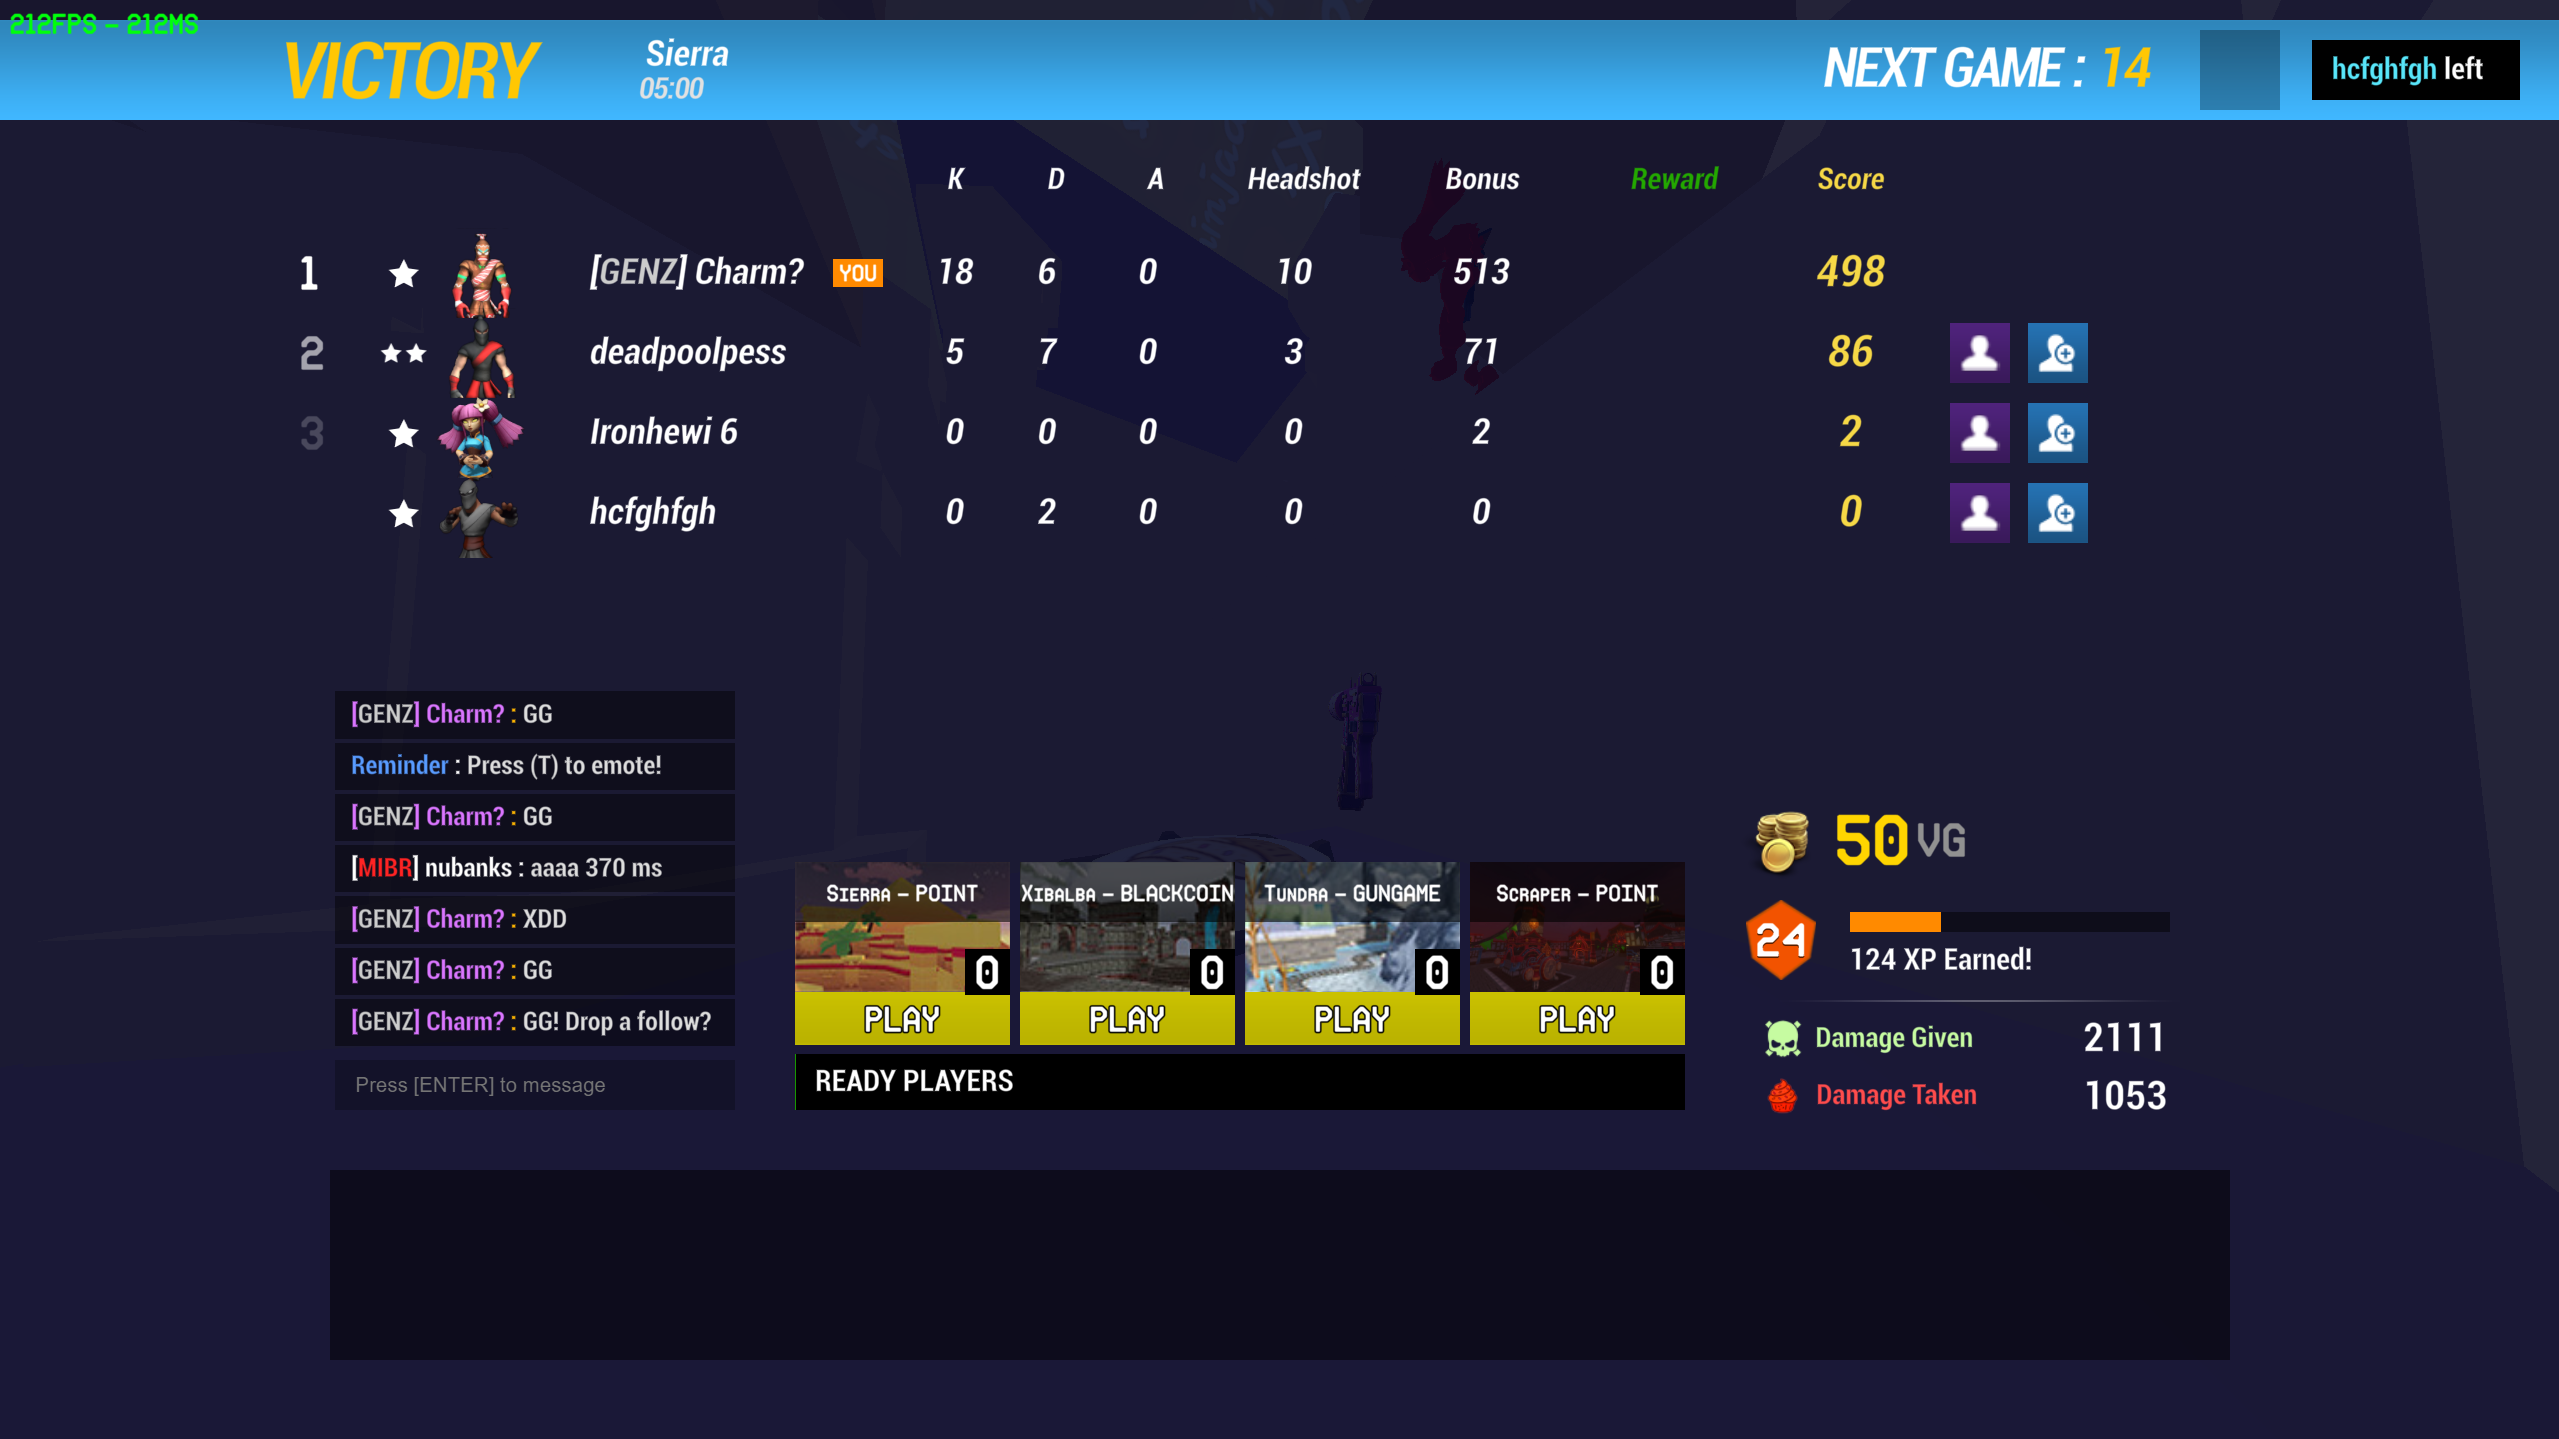 212FPS - 212MS
VICTORY
Sierra
05:00
NEXT GAME : 14
hcfghfgh left
K D A Headshot Bonus Reward Score
1 [GENZ] Charm? YOU 18 6 0 10 513 498
2 deadpoolpess 5 7 0 3 71 86
3 Ironhewi 6 0 0 0 0 2 2
hcfghfgh 0 2 0 0 0 0
[GENZ] Charm? : GG
Reminder : Press (T) to emote!
[GENZ] Charm? : GG
[MIBR] nubanks : aaaa 370 ms
[GENZ] Charm? : XDD
[GENZ] Charm? : GG
[GENZ] Charm? : GG! Drop a follow?
Press [ENTER] to message
SIERRA - POINT
0
PLAY
XIBALBA - BLACKCOIN
0
PLAY
TUNDRA - GUNGAME
0
PLAY
SCRAPER - POINT
0
PLAY
READY PLAYERS
50 VG
24
124 XP Earned!
Damage Given 2111
Damage Taken 1053